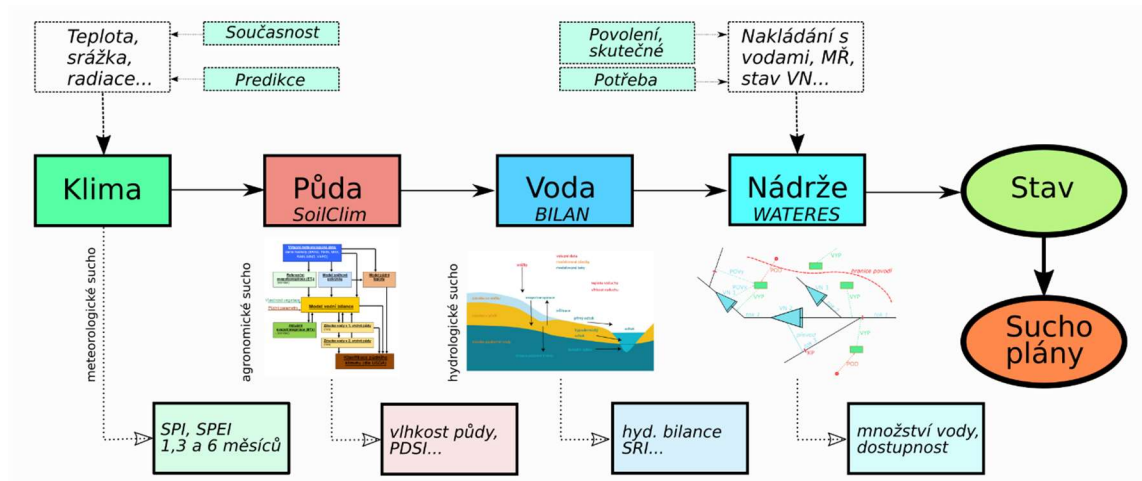 Teplota,
srážka,
radiace...
Současnost
Predikce
Povolení,
skutečné
Potřeba
Nakládání s
vodami, MŘ,
stav VN...
Klima
Půda
SoilClim
Voda
BILAN
Nádrže
WATERES
Stav
Sucho
plány
meteorologické sucho
agronomické sucho
hydrologické sucho
hranice povodí
SPI, SPEI
1,3 a 6 měsíců
vlhkost půdy,
PDSI...
hyd. bilance
SRI...
množství vody,
dostupnost